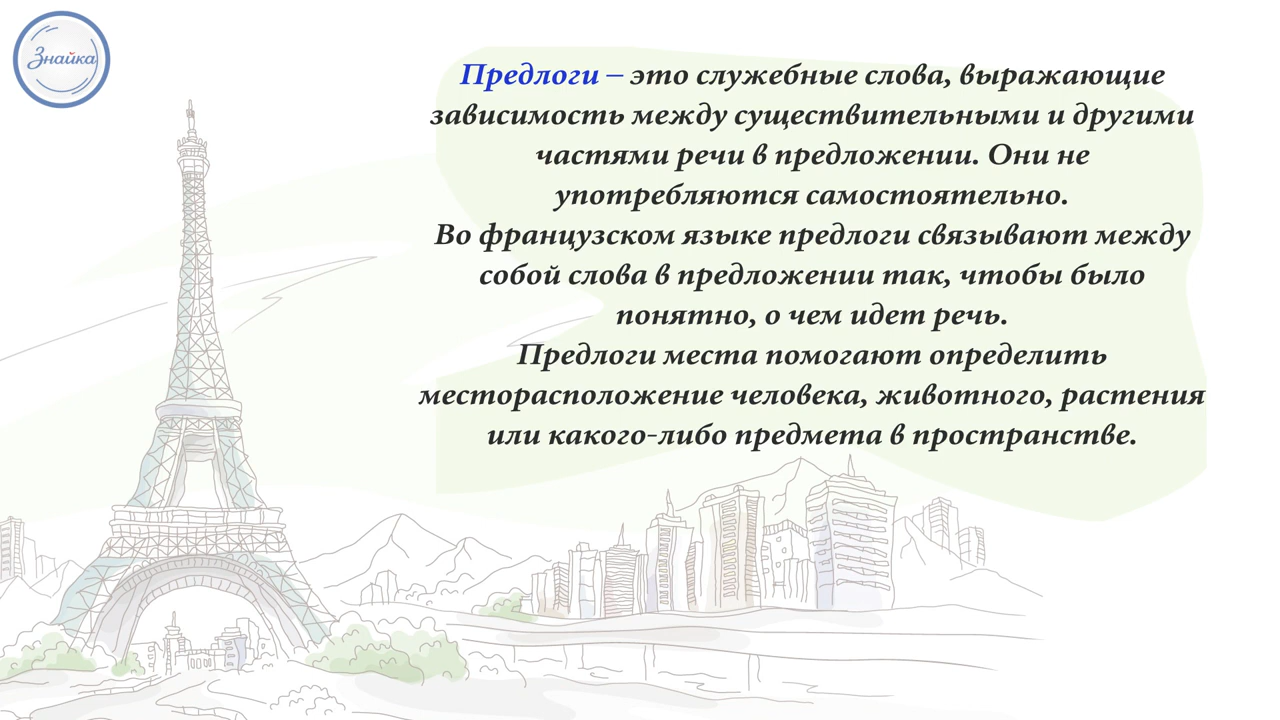 Знайка
Предлоги – это служебные слова, выражающие
зависимость между существительными и другими
частями речи в предложении. Они не
употребляются самостоятельно.
Во французском языке предлоги связывают между
собой слова в предложении так, чтобы было
понятно, о чем идет речь.
Предлоги места помогают определить
месторасположение человека, животного, растения
или какого-либо предмета в пространстве.